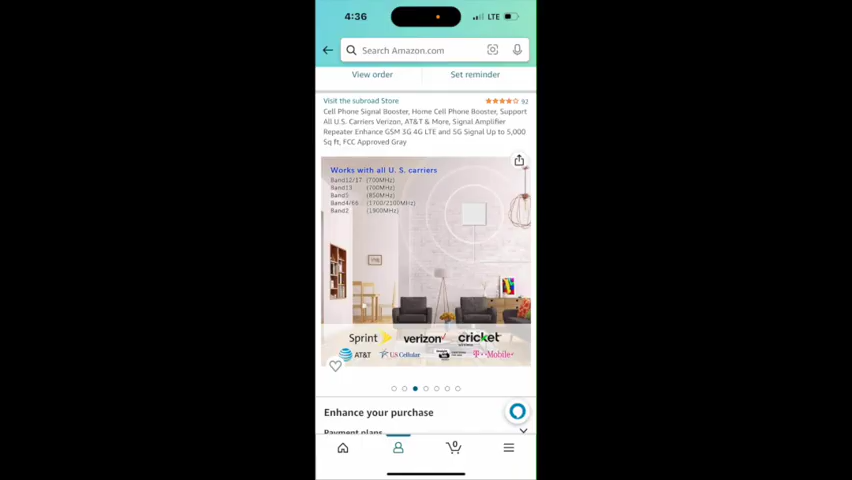 4:36
LTE
Search Amazon.com
View order
Set reminder
Visit the subroad Store
92
Cell Phone Signal Booster, Home Cell Phone Booster, Support
All U.S. Carriers Verizon, AT&T & More, Signal Amplifier
Repeater Enhance GSM 3G 4G LTE and 5G Signal Up to 5,000
Sq ft, FCC Approved Gray
Works with all U. S. carriers
Band12/17 (700MHz)
Band13 (700MHz)
Band5 (850MHz)
Band4/66 (1700/2100MHz)
Band2 (1900MHz)
Sprint verizon cricket
AT&T US Cellular T Mobile
Enhance your purchase
Payment plans
0